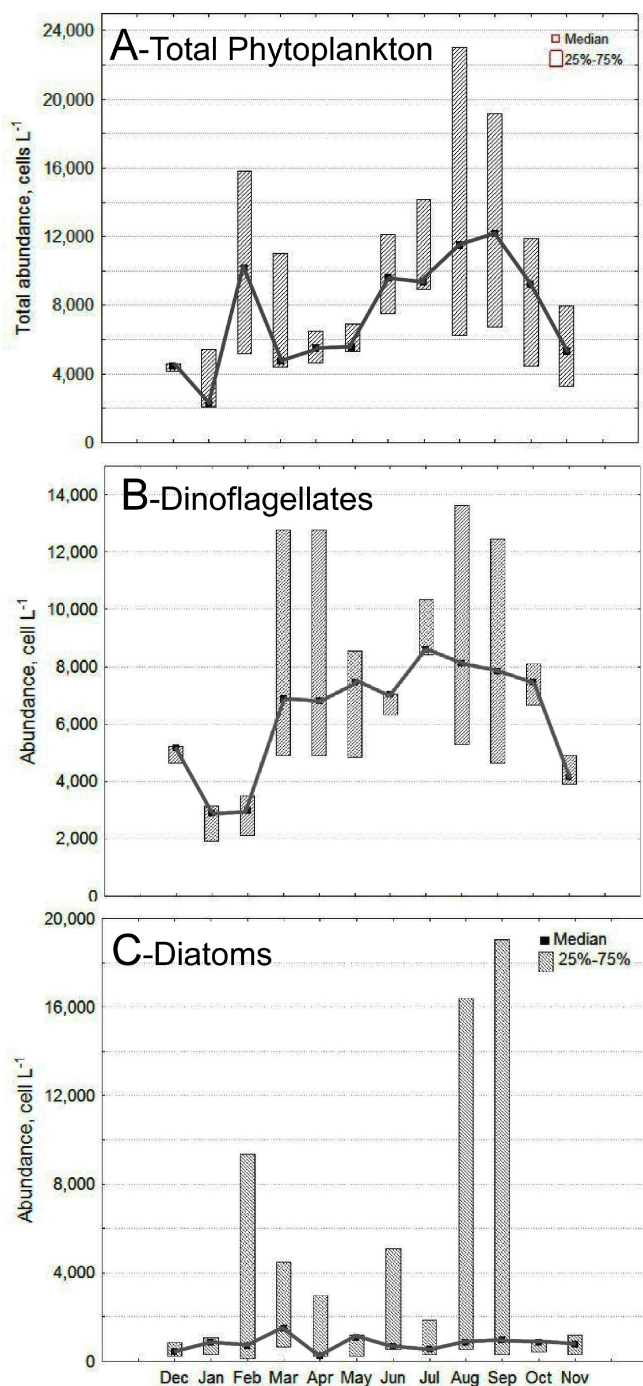 A-Total Phytoplankton
Median
25%-75%
24,000
20,000
16,000
12,000
8,000
4,000
0
Total abundance, cells L⁻¹
B-Dinoflagellates
14,000
12,000
10,000
8,000
6,000
4,000
2,000
0
Abundance, cell L⁻¹
C-Diatoms
Median
25%-75%
20,000
16,000
12,000
8,000
4,000
0
Abundance, cell L⁻¹
Dec Jan Feb Mar Apr May Jun Jul Aug Sep Oct Nov